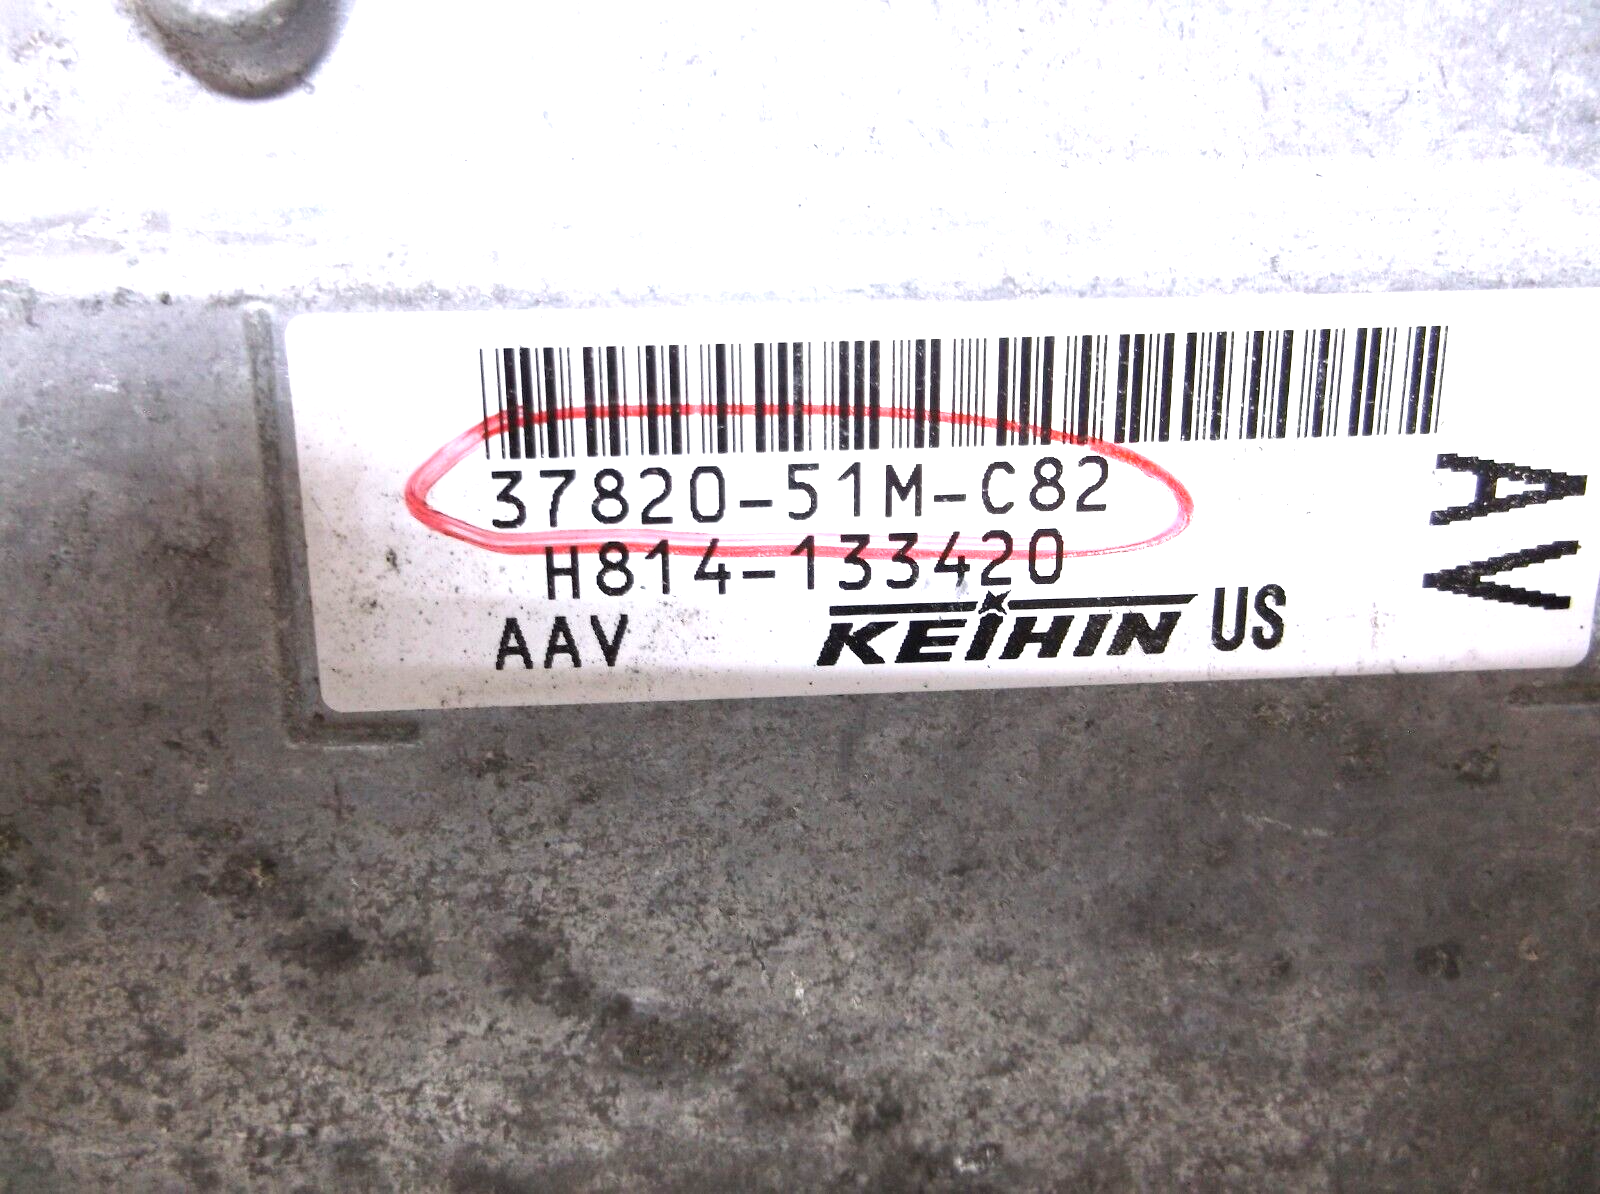 37820-51M-C82
H814-133420
AAV KEIHIN US
AV